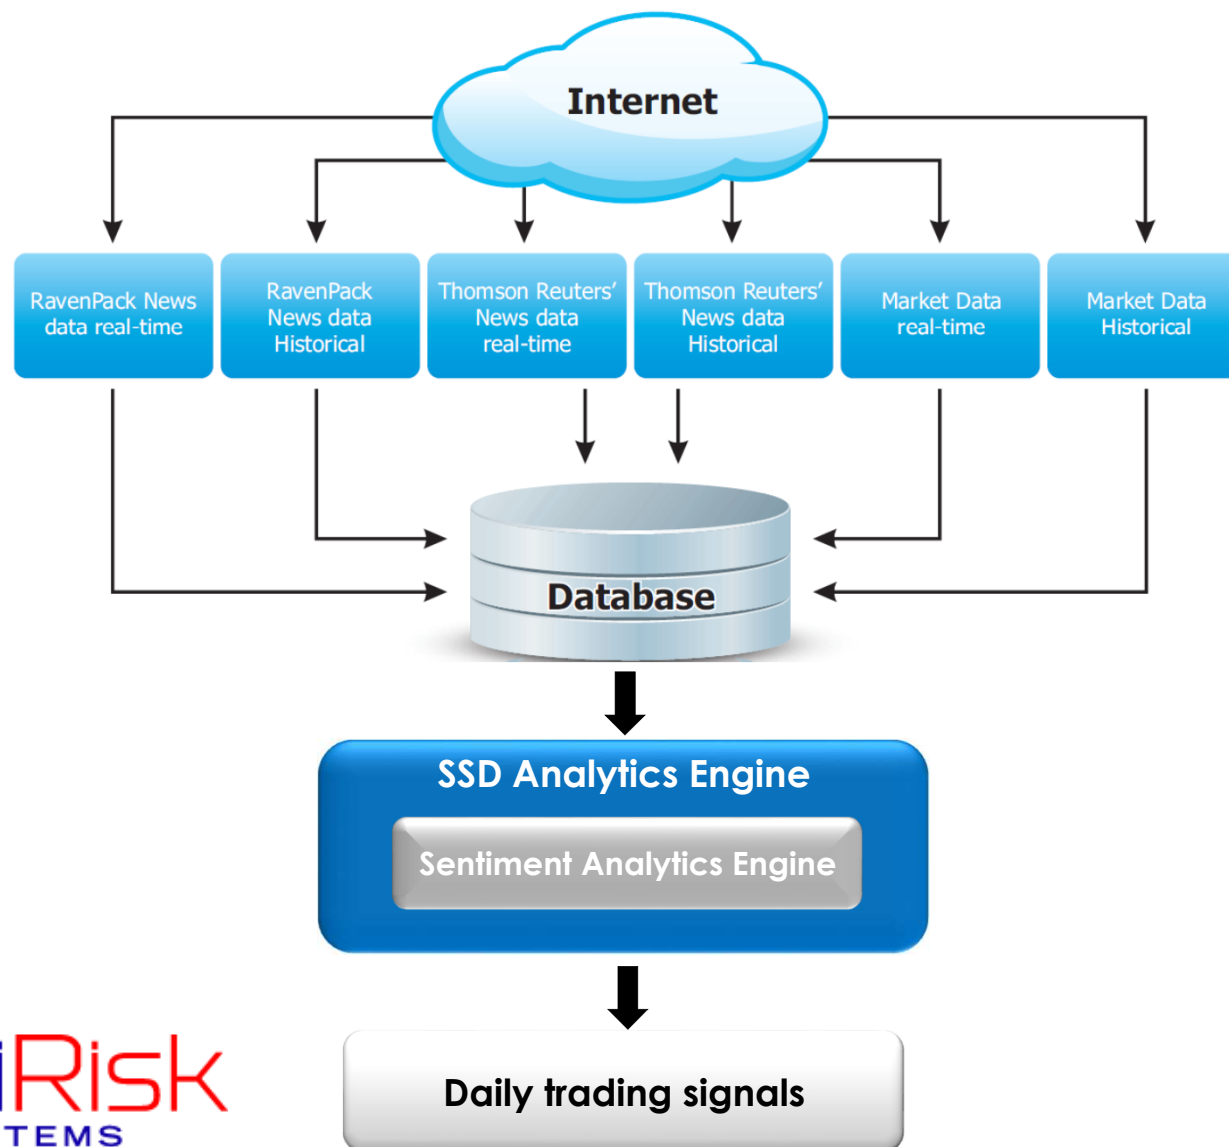 Internet
RavenPack News
data real-time
RavenPack
News data
Historical
Thomson Reuters’
News data
real-time
Thomson Reuters’
News data
Historical
Market Data
real-time
Market Data
Historical
Database
SSD Analytics Engine
Sentiment Analytics Engine
Daily trading signals
iRisk
TEMS